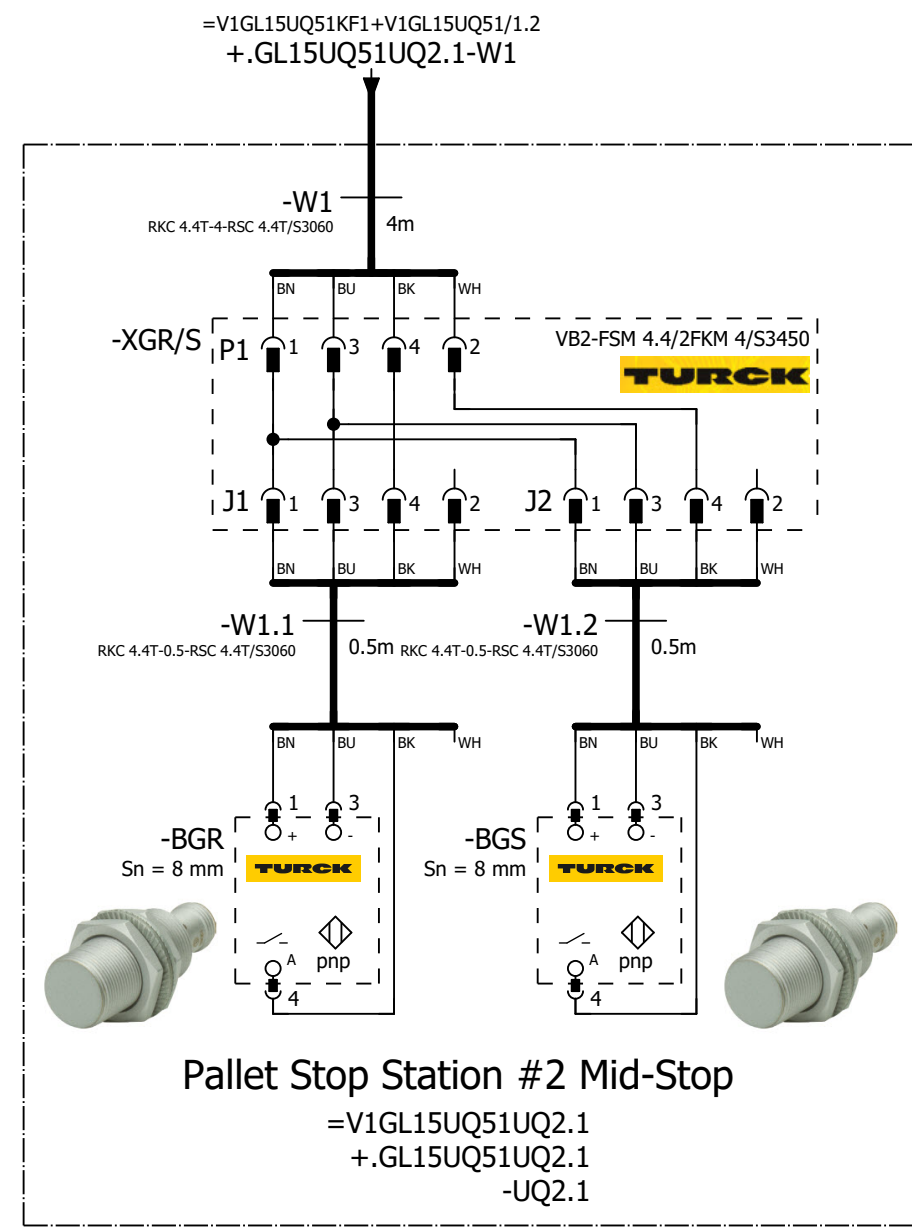 =V1GL15UQ51KF1+V1GL15UQ51/1.2
+.GL15UQ51UQ2.1-W1
-W1
RKC 4.4T-4-RSC 4.4T/S3060
4m
BN BU BK WH
-XGR/S P1 1 3 4 2 VB2-FSM 4.4/2FKM 4/S3450
TURCK
J1 1 3 4 2 J2 1 3 4 2
BN BU BK WH BN BU BK WH
-W1.1 -W1.2
RKC 4.4T-0.5-RSC 4.4T/S3060 0.5m RKC 4.4T-0.5-RSC 4.4T/S3060 0.5m
BN BU BK WH BN BU BK WH
1 3 1 3
-BGR + - -BGS + -
Sn = 8 mm TURCK Sn = 8 mm TURCK
A pnp A pnp
4 4
Pallet Stop Station #2 Mid-Stop
=V1GL15UQ51UQ2.1
+.GL15UQ51UQ2.1
-UQ2.1